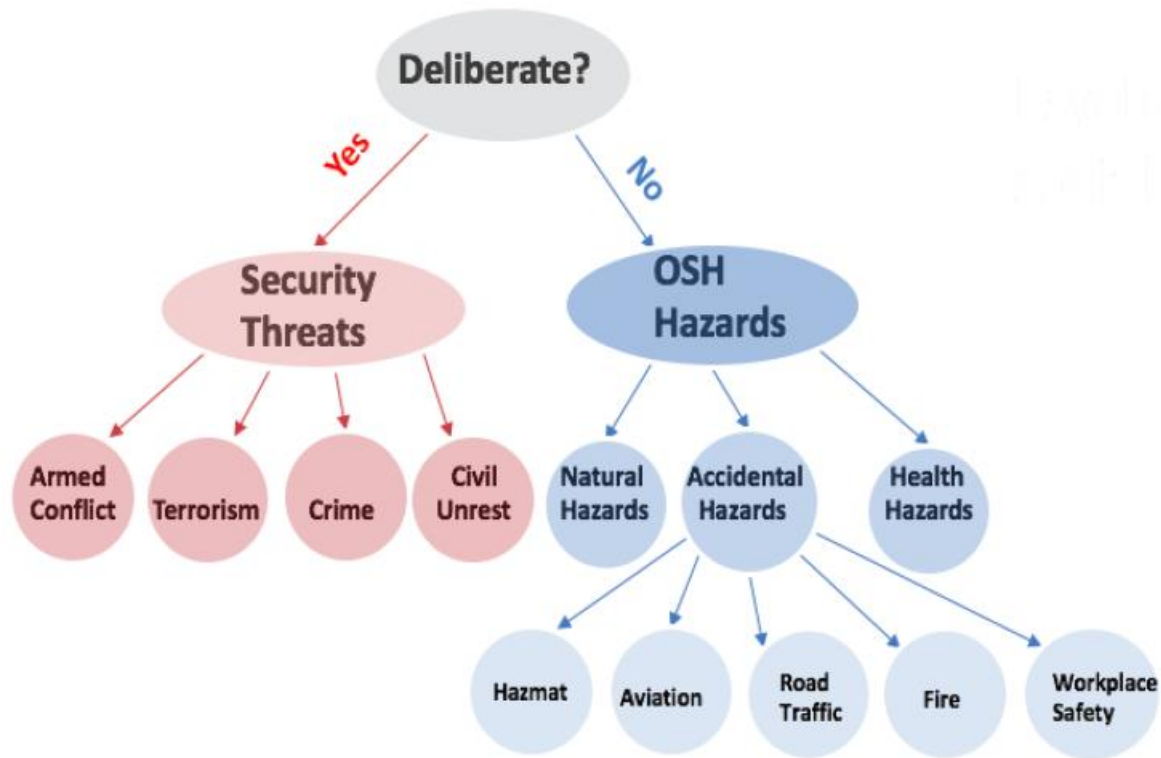 Deliberate?
Yes
No
Security
Threats
OSH
Hazards
Armed
Conflict
Terrorism
Crime
Civil
Unrest
Natural
Hazards
Accidental
Hazards
Health
Hazards
Hazmat
Aviation
Road
Traffic
Fire
Workplace
Safety